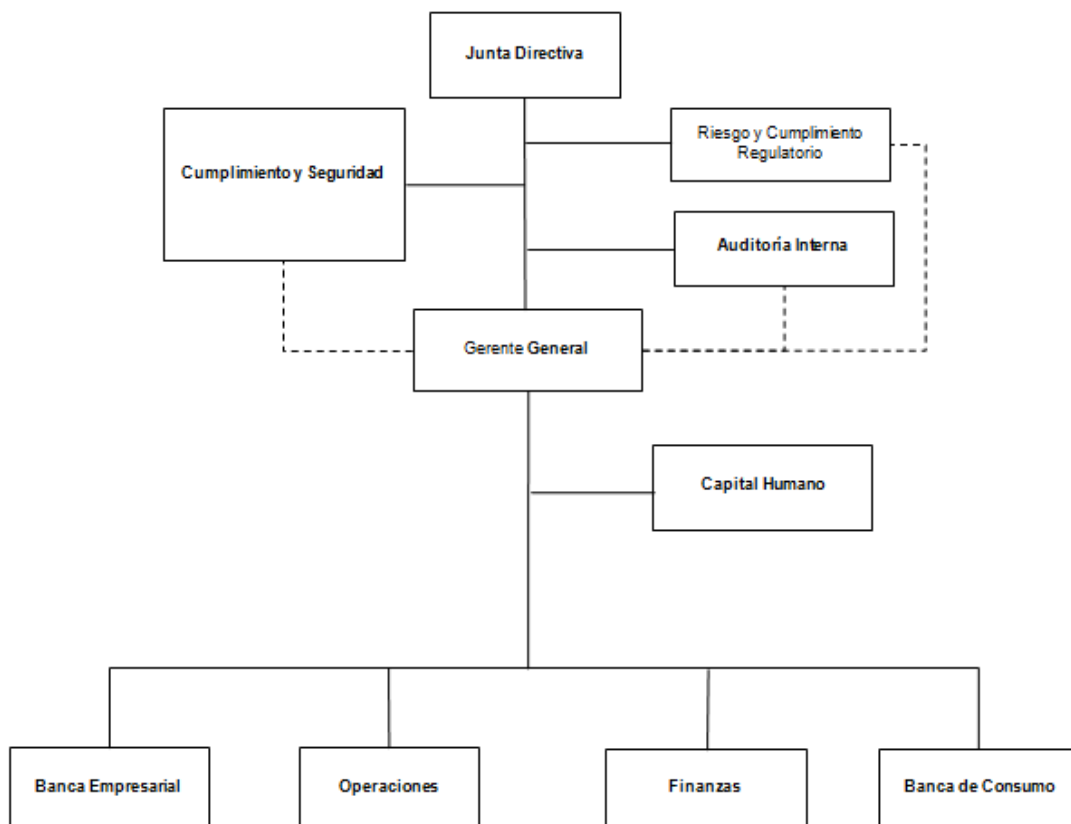 Junta Directiva
Cumplimiento y Seguridad
Riesgo y Cumplimiento
Regulatorio
Auditoría Interna
Gerente General
Capital Humano
Banca Empresarial
Operaciones
Finanzas
Banca de Consumo